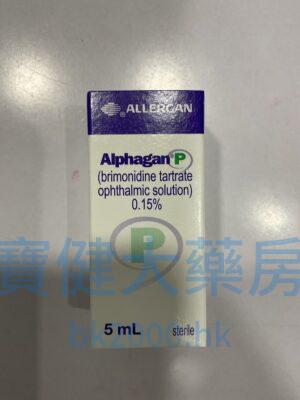 ALLERGAN
Alphagan® P
(brimonidine tartrate
ophthalmic solution)
0.15%
P
寶健大藥房
5 mL
sterile
bk2000.hk